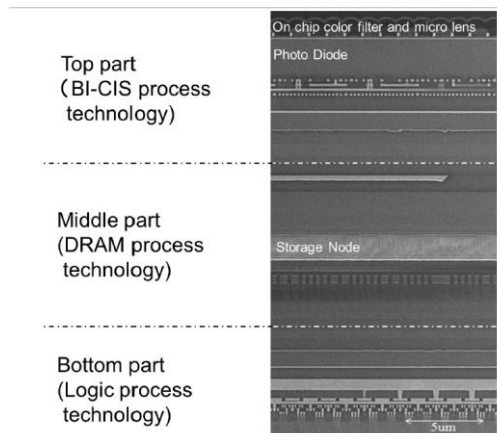 On chip color filter and micro lens
Photo Diode
Top part
(BI-CIS process
technology)
Middle part
(DRAM process
technology)
Storage Node
Bottom part
(Logic process
technology)
5um